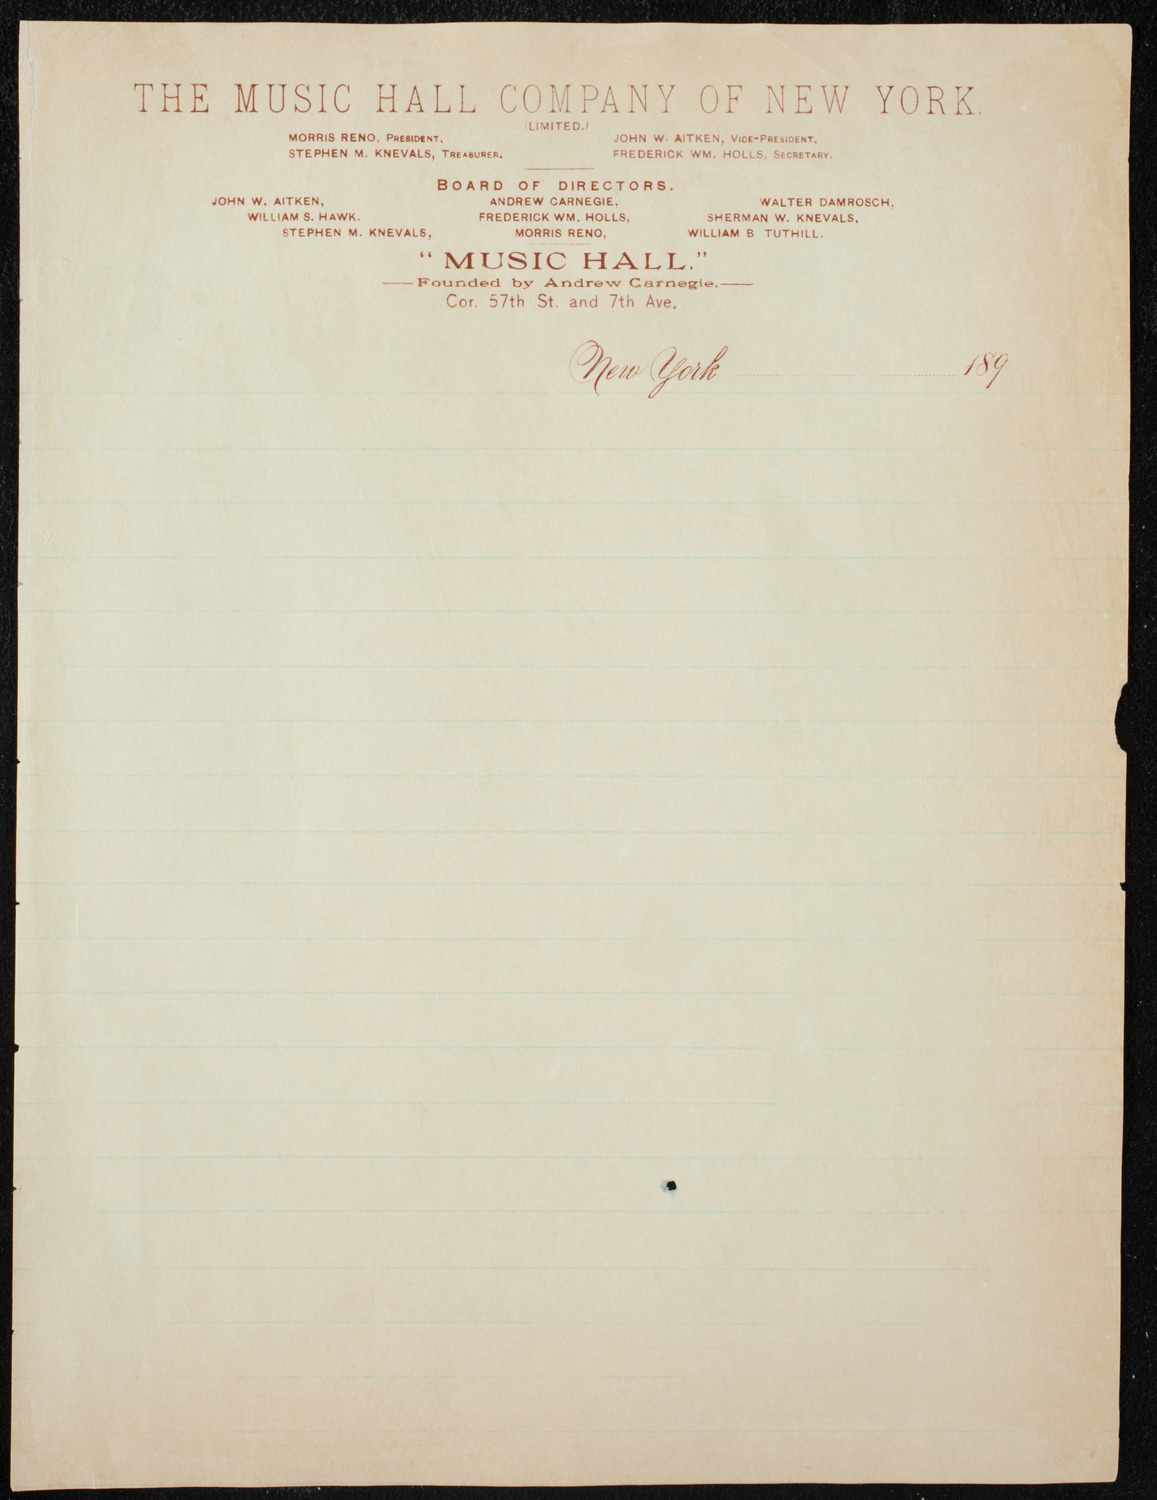 THE MUSIC HALL COMPANY OF NEW YORK.
(LIMITED.)
MORRIS RENO, PRESIDENT, JOHN W. AITKEN, VICE-PRESIDENT,
STEPHEN M. KNEVALS, TREASURER, FREDERICK WM. HOLLS, SECRETARY.
BOARD OF DIRECTORS.
JOHN W. AITKEN, ANDREW CARNEGIE, WALTER DAMROSCH,
WILLIAM S. HAWK. FREDERICK WM. HOLLS, SHERMAN W. KNEVALS,
STEPHEN M. KNEVALS, MORRIS RENO, WILLIAM B TUTHILL.
"MUSIC HALL,"
—Founded by Andrew Carnegie,—
Cor. 57th St. and 7th Ave.
New York 189